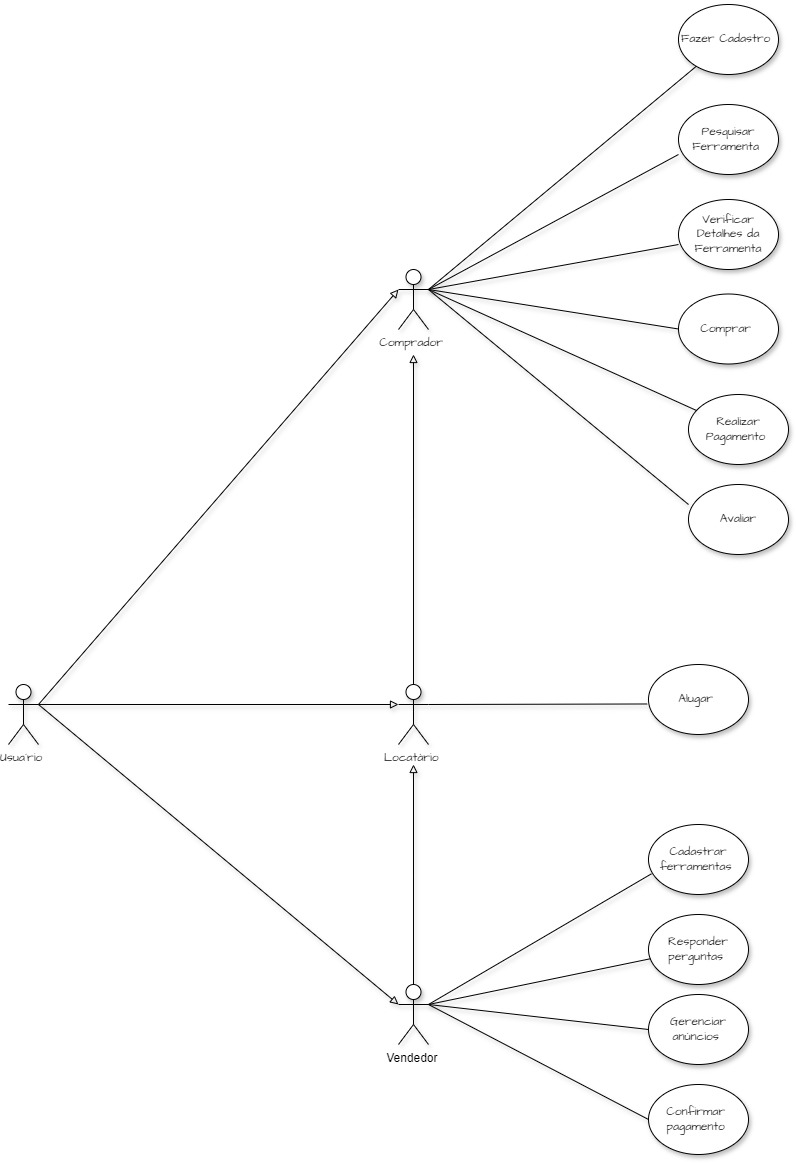 Fazer Cadastro
Pesquisar
Ferramenta
Verificar
Detalhes da
Ferramenta
Comprar
Comprador
Realizar
Pagamento
Avaliar
Alugar
Usuário
Locatário
Cadastrar
ferramentas
Responder
perguntas
Gerenciar
anúncios
Vendedor
Confirmar
pagamento